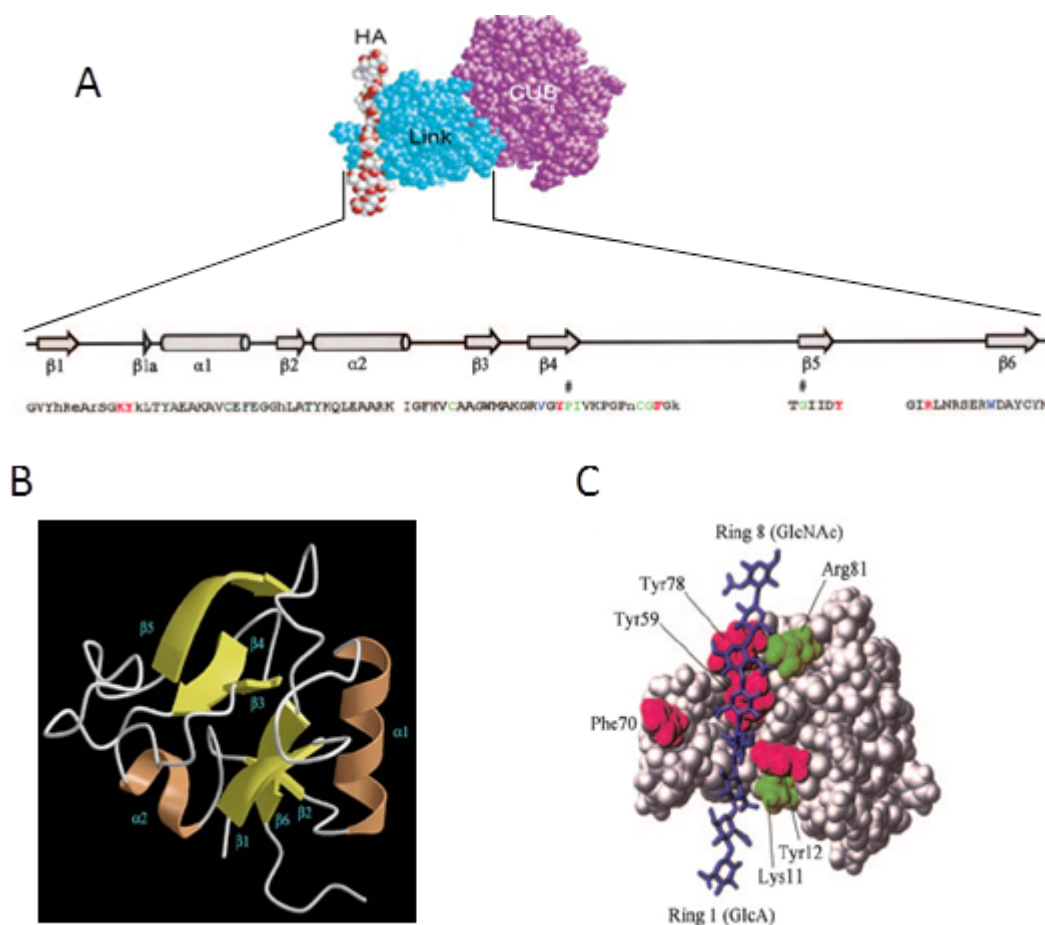 A
HA
Link
CUB
β1 β1a α1 β2 α2 β3 β4 β5 β6
# #
GVYhReArSGKYkLTYAEAKAVCEFEGGhLATYKQLEAARK IGFHVCAAGWMAKGRVGYPIVKPGPnCGFGk TGIIDY GIRLNRSERWDAYCYN
B
C
β5
β4
β3
α1
α2
β1
β6
β2
Ring 8 (GlcNAc)
Arg81
Tyr78
Tyr59
Phe70
Tyr12
Lys11
Ring 1 (GlcA)